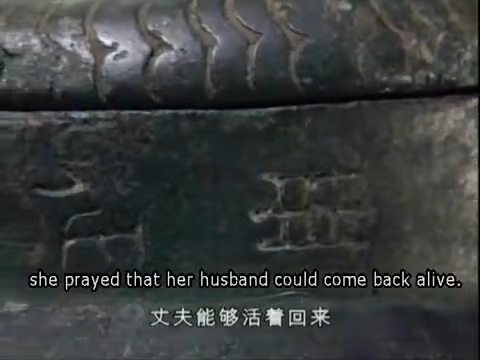 she prayed that her husband could come back alive.
丈夫能够活着回来